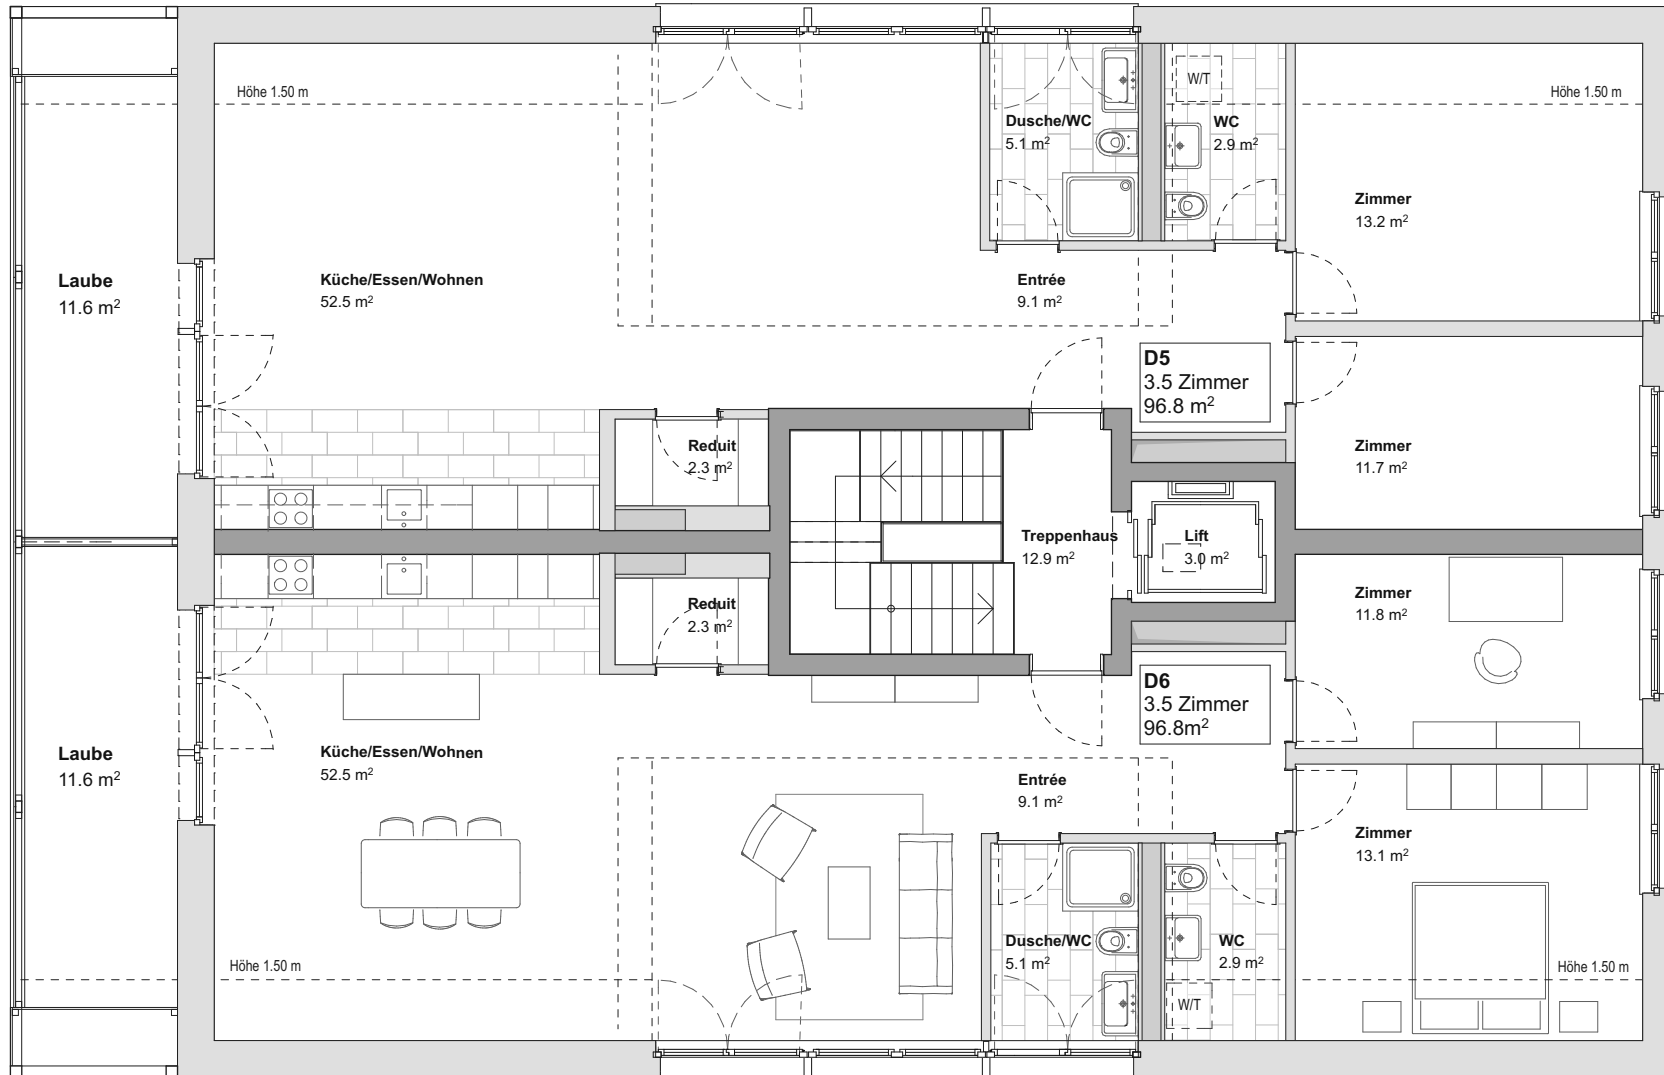 Höhe 1.50 m
Höhe 1.50 m
W/T
Dusche/WC
5.1 m²
WC
2.9 m²
Zimmer
13.2 m²
Laube
11.6 m²
Küche/Essen/Wohnen
52.5 m²
Entrée
9.1 m²
D5
3.5 Zimmer
96.8 m²
Reduit
2.3 m²
Zimmer
11.7 m²
Treppenhaus
12.9 m²
Lift
3.0 m²
Reduit
2.3 m²
Zimmer
11.8 m²
D6
3.5 Zimmer
96.8m²
Laube
11.6 m²
Küche/Essen/Wohnen
52.5 m²
Entrée
9.1 m²
Zimmer
13.1 m²
Dusche/WC
5.1 m²
WC
2.9 m²
Höhe 1.50 m
Höhe 1.50 m
W/T